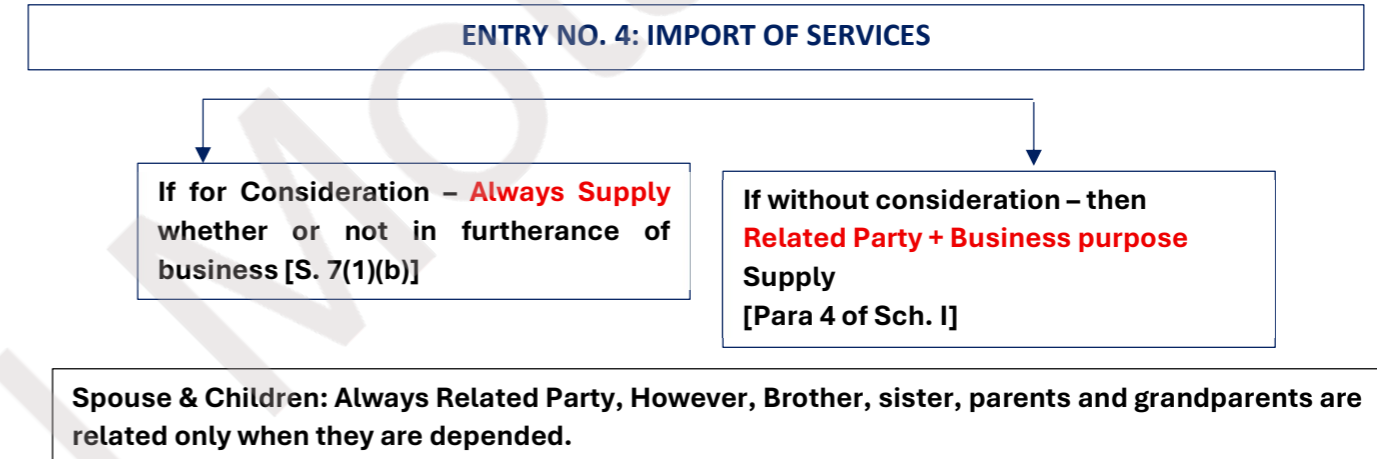 ENTRY NO. 4: IMPORT OF SERVICES
If for Consideration – Always Supply
whether or not in furtherance of
business [S. 7(1)(b)]
If without consideration – then
Related Party + Business purpose
Supply
[Para 4 of Sch. I]
Spouse & Children: Always Related Party, However, Brother, sister, parents and grandparents are
related only when they are depended.